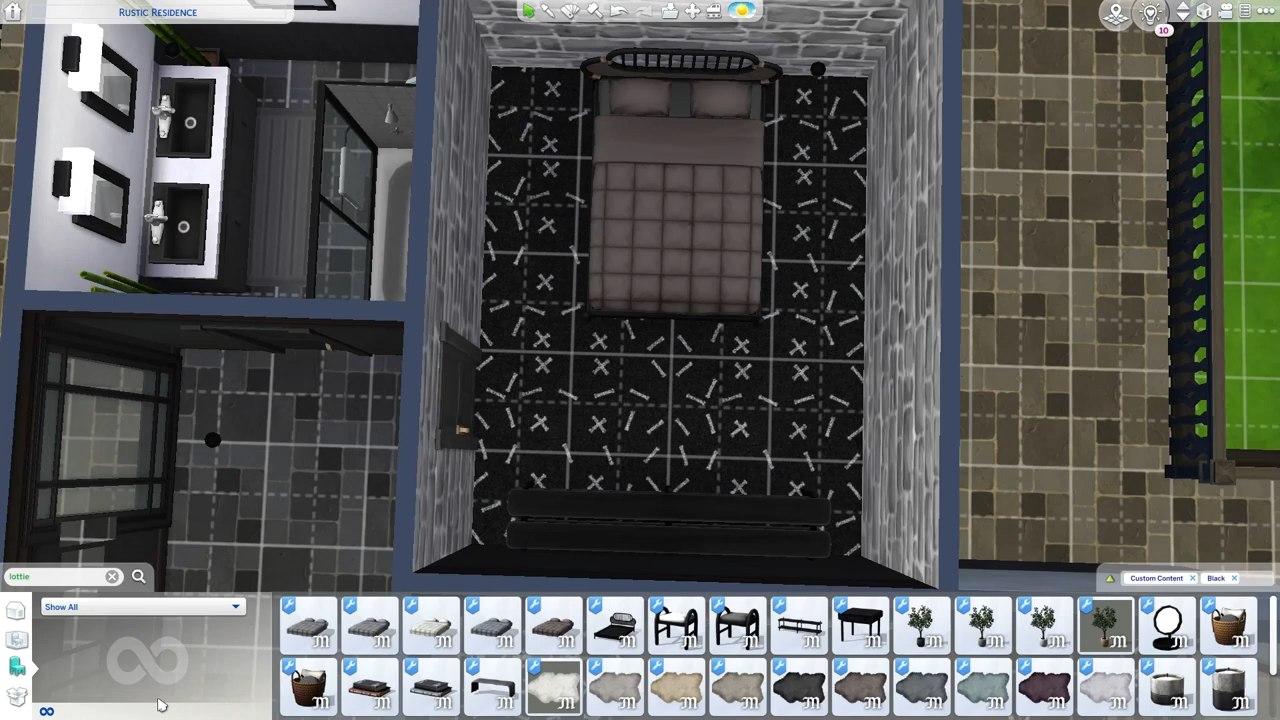 RUSTIC RESIDENCE
10
lottie
Custom Content
Black
Show All